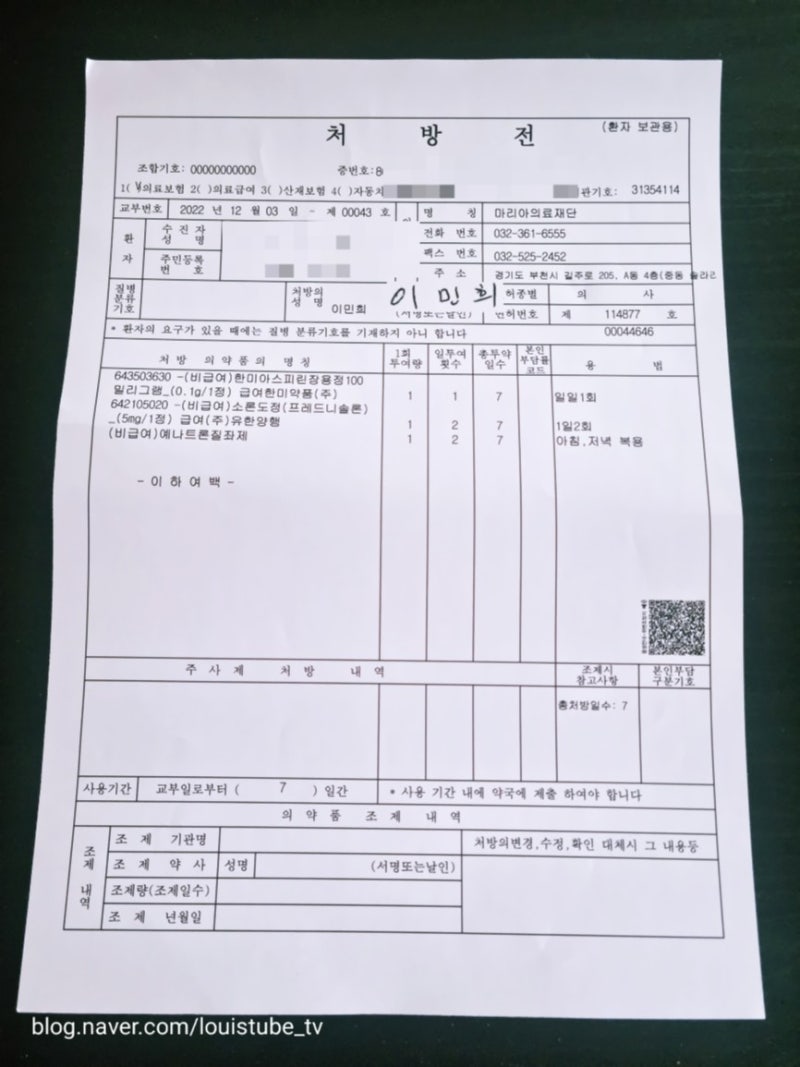 처 방 전
(환자 보관용)
조합기호: 00000000000 증번호:8
1(V)의료보험 2( )의료급여 3( )산재보험 4( )자동차 관기호: 31354114
교부번호 2022 년 12 월 03 일 - 제 00043 호
명 칭 마리아의료재단
환자
수 진 자 성 명
전화 번호 032-361-6555
팩스 번호 032-525-2452
주민등록 번 호
주 소 경기도 부천시 길주로 205, A동 4층(중동
질병 분류 기호
처방의 성 명 이민희
이민희
(서명또는날인)
허종별 의 사
면허번호 제 114877 호
* 환자의 요구가 있을 때에는 질병 분류기호를 기재하지 아니 합니다
00044646
처 방 의약품의 명 칭
1회 투여량
일투여 횟수
총투약 일수
본인 부담률 코드
용 법
643503630 -(비급여)한미아스피린장용정100
밀리그램_(0.1g/1정) 급여한미약품(주) 1 1 7 일일1회
642105020 -(비급여)소론도정(프레드니솔론)
_(5mg/1정) 급여(주)유한양행 1 2 7 1일2회
(비급여)예나트론질좌제 1 2 7 아침,저녁 복용
- 이 하 여 백 -
주 사 제 처 방 내 역
조제시 참고사항
본인부담 구분기호
총처방일수: 7
사용기간 교부일로부터 ( 7 ) 일간 * 사용 기간 내에 약국에 제출 하여야 합니다
의 약 품 조 제 내 역
조제 내역
조 제 기관명
처방의변경,수정,확인 대체시 그 내용등
조 제 약 사 성명 (서명또는날인)
조제량(조제일수)
조 제 년월일
blog.naver.com/louistube_tv